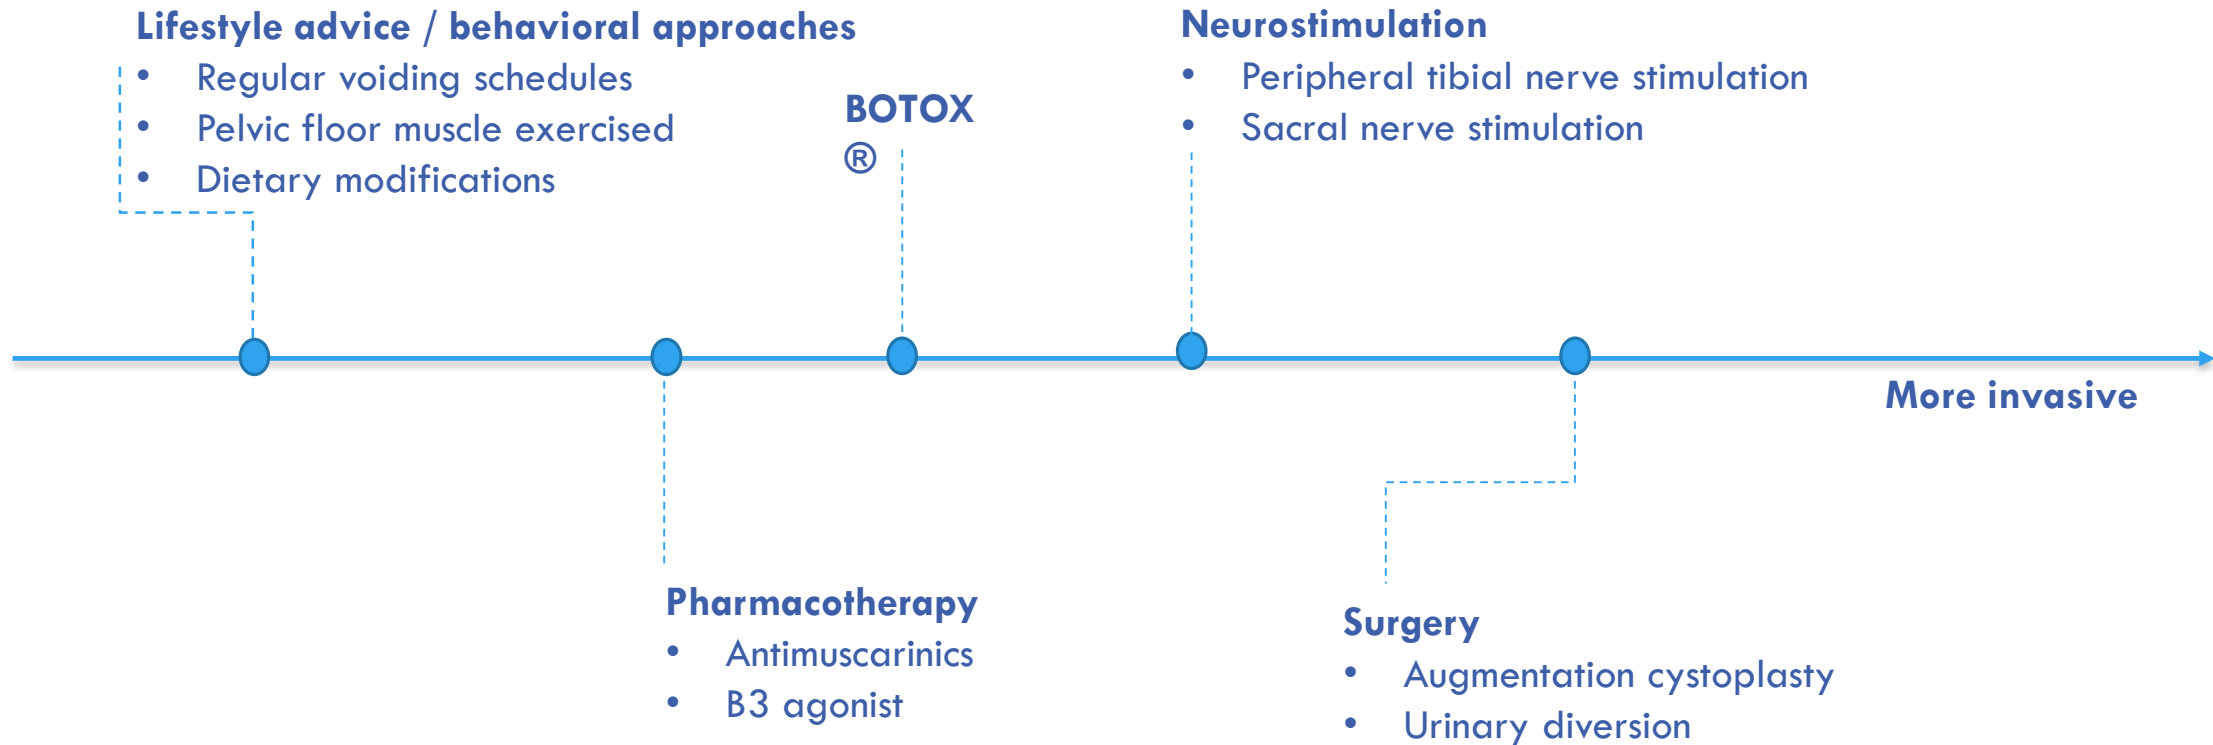 Lifestyle advice / behavioral approaches
• Regular voiding schedules
• Pelvic floor muscle exercised
• Dietary modifications
BOTOX
®
Neurostimulation
• Peripheral tibial nerve stimulation
• Sacral nerve stimulation
More invasive
Pharmacotherapy
• Antimuscarinics
• B3 agonist
Surgery
• Augmentation cystoplasty
• Urinary diversion